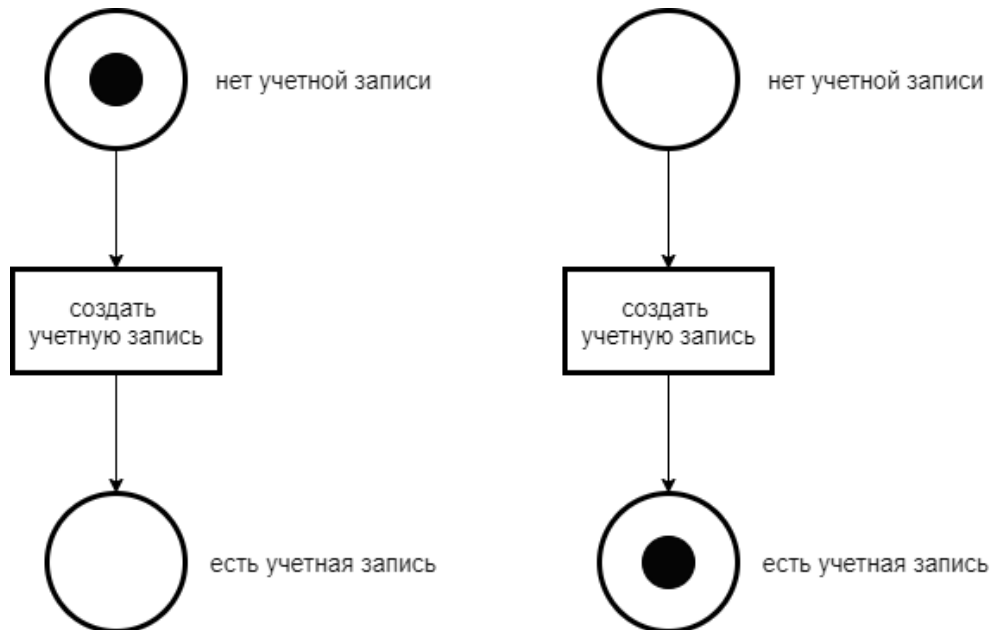 нет учетной записи
нет учетной записи
создать
учетную запись
создать
учетную запись
есть учетная запись
есть учетная запись